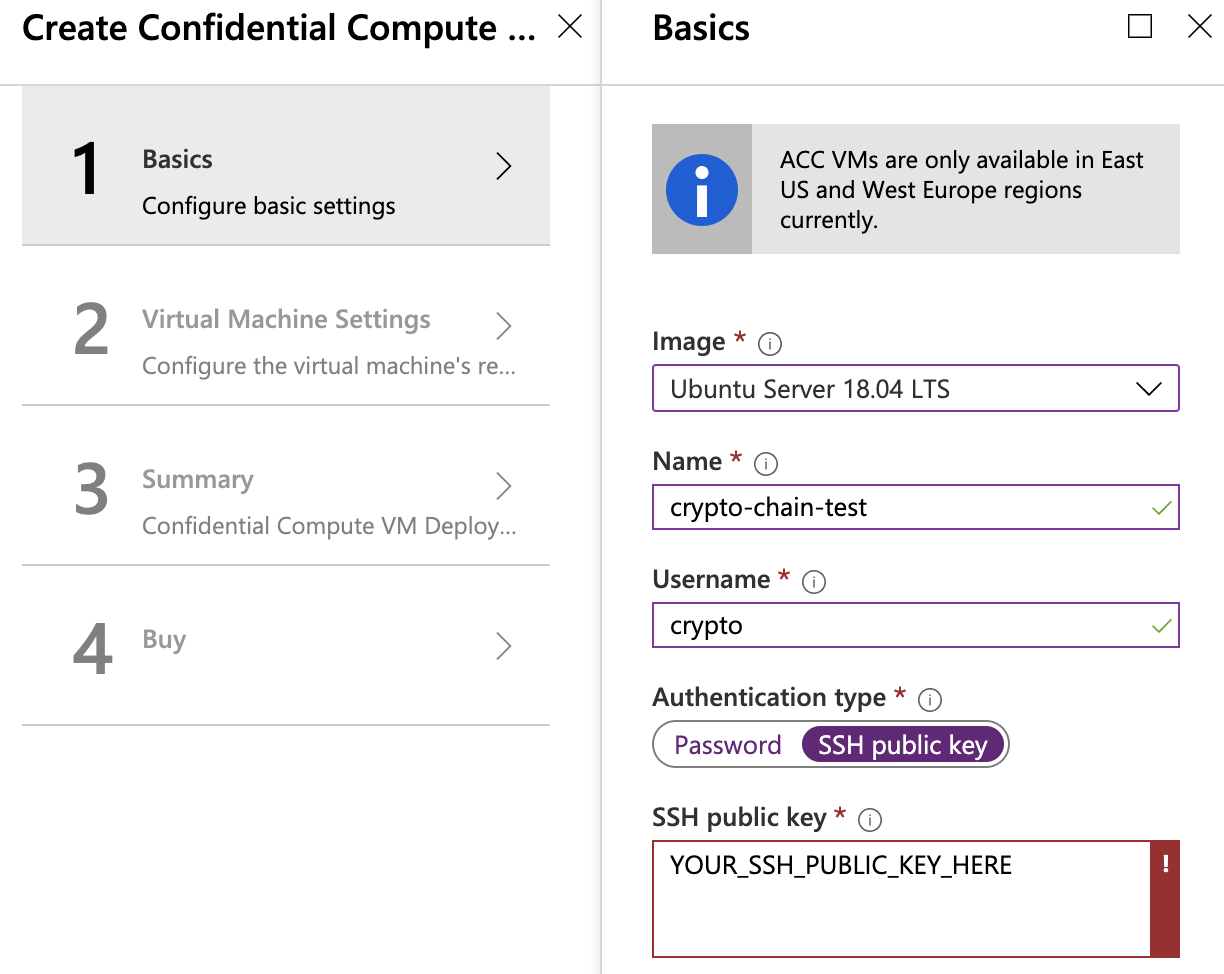 Create Confidential Compute ...
1
Basics
Configure basic settings
2
Virtual Machine Settings
Configure the virtual machine's re...
3
Summary
Confidential Compute VM Deploy...
4
Buy
Basics
ACC VMs are only available in East
US and West Europe regions
currently.
Image *
Ubuntu Server 18.04 LTS
Name *
crypto-chain-test
Username *
crypto
Authentication type *
Password SSH public key
SSH public key *
YOUR_SSH_PUBLIC_KEY_HERE